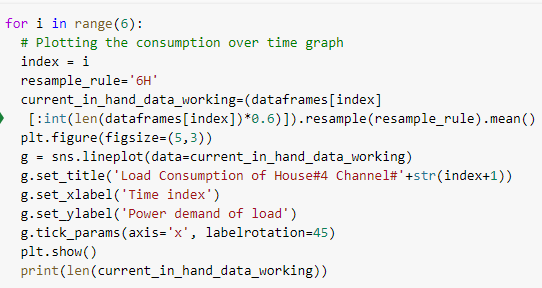 for i in range(6):
  # Plotting the consumption over time graph
  index = i
  resample_rule='6H'
  current_in_hand_data_working=(dataframes[index]
   [:int(len(dataframes[index])*0.6)]).resample(resample_rule).mean()
  plt.figure(figsize=(5,3))
  g = sns.lineplot(data=current_in_hand_data_working)
  g.set_title('Load Consumption of House#4 Channel#'+str(index+1))
  g.set_xlabel('Time index')
  g.set_ylabel('Power demand of load')
  g.tick_params(axis='x', labelrotation=45)
  plt.show()
  print(len(current_in_hand_data_working))